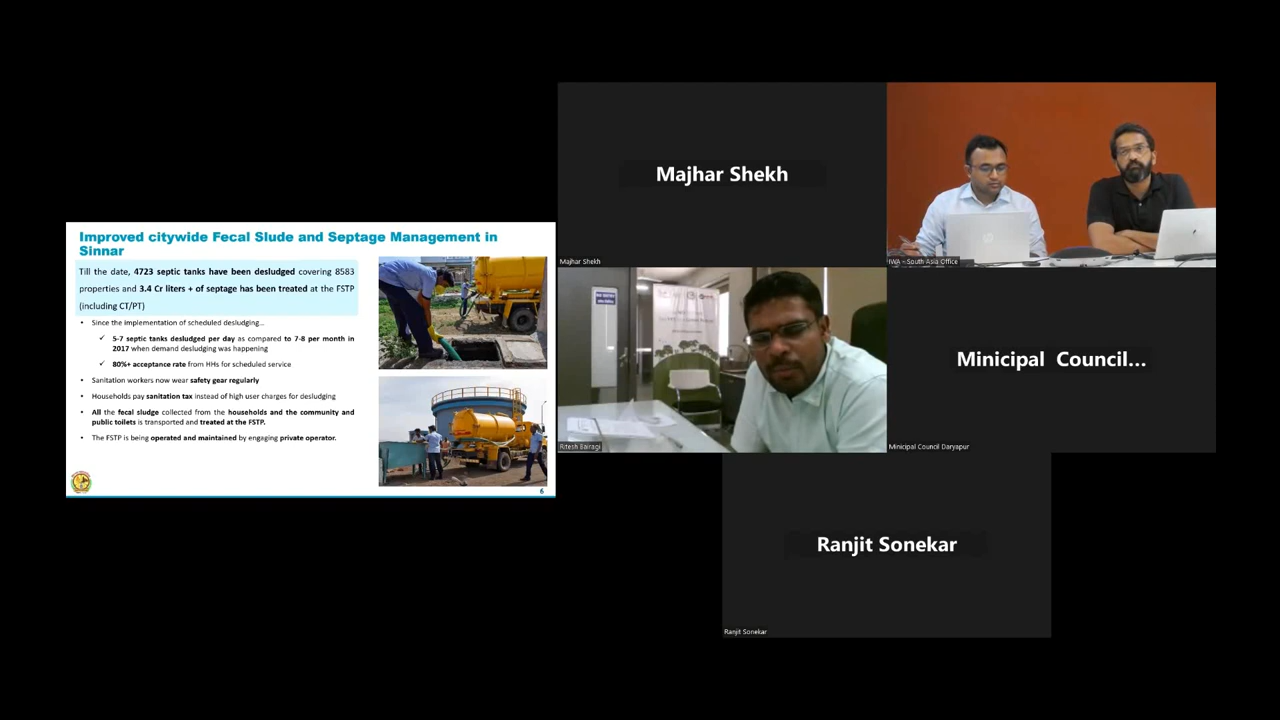 Improved citywide Fecal Slude and Septage Management in
Sinnar
Till the date, 4723 septic tanks have been desludged covering 8583
properties and 3.4 Cr liters + of septage has been treated at the FSTP
(including CT/PT)
• Since the implementation of scheduled desludging..
✓ 5-7 septic tanks desludged per day as compared to 7-8 per month in
2017 when demand desludging was happening
✓ 80%+ acceptance rate from HHs for scheduled service
• Sanitation workers now wear safety gear regularly
• Households pay sanitation tax instead of high user charges for desludging
• All the fecal sludge collected from the households and the community and
public toilets is transported and treated at the FSTP.
• The FSTP is being operated and maintained by engaging private operator.
6
Majhar Shekh
Majhar Shekh
IWA – South Asia Office
Ritesh Bairagi
Minicipal Council...
Minicipal Council Daryapur
Ranjit Sonekar
Ranjit Sonekar